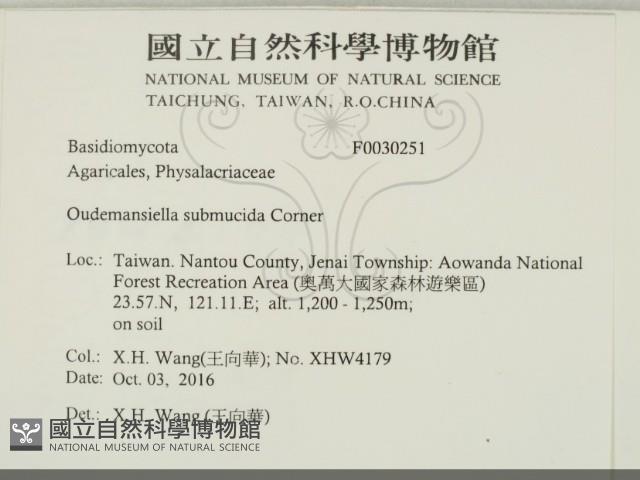 國立自然科學博物館
NATIONAL MUSEUM OF NATURAL SCIENCE
TAICHUNG, TAIWAN, R.O.CHINA
Basidiomycota F0030251
Agaricales, Physalacriaceae
Oudemansiella submucida Corner
Loc.: Taiwan. Nantou County, Jenai Township: Aowanda National
Forest Recreation Area (奧萬大國家森林遊樂區)
23.57.N, 121.11.E; alt. 1,200 - 1,250m;
on soil
Col.: X.H. Wang(王向華); No. XHW4179
Date: Oct. 03, 2016
Det.: X.H. Wang (王向華)
國立自然科學博物館
NATIONAL MUSEUM OF NATURAL SCIENCE